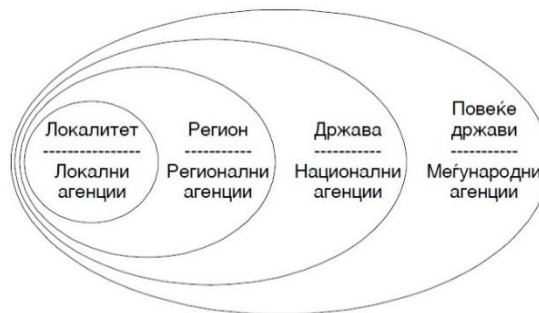 Локалитет
----------------
Локални
агенции
Регион
-----------
Регионални
агенции
Држава
-----------
Национални
агенции
Повеќе
држави
-----------
Меѓународни
агенции